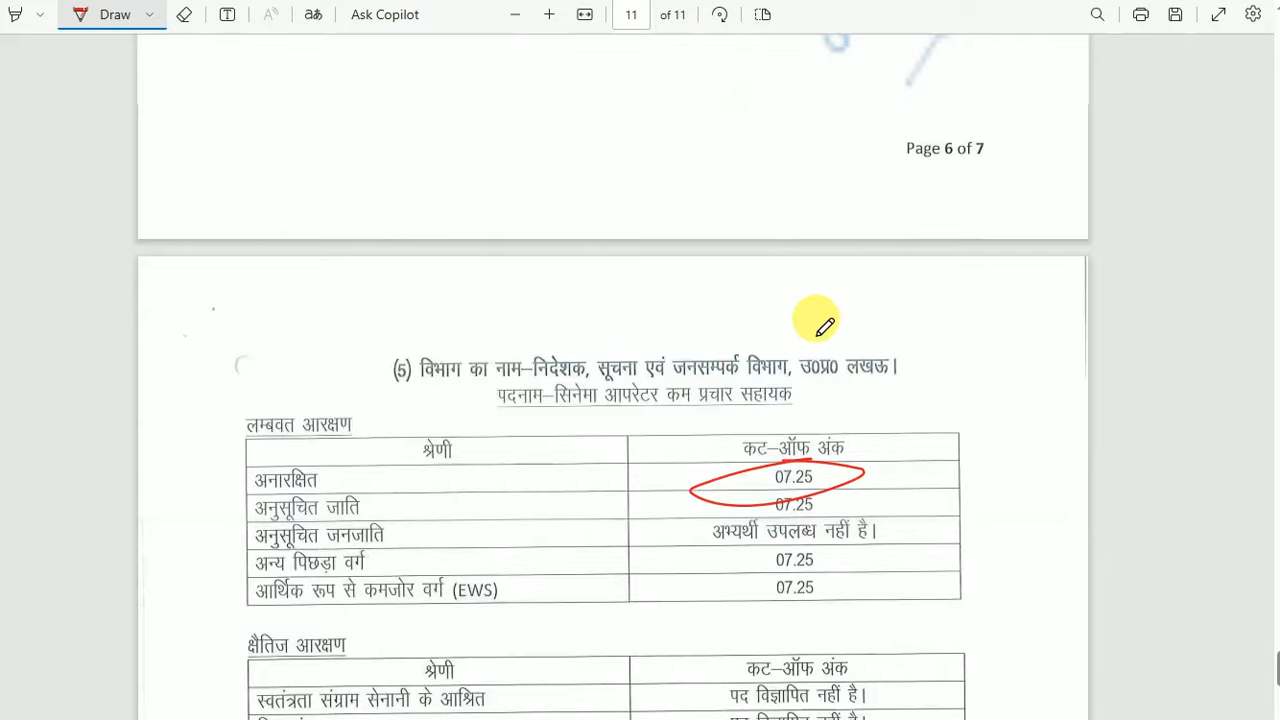 Draw
Ask Copilot
11 of 11
Page 6 of 7
(5) विभाग का नाम–निदेशक, सूचना एवं जनसम्पर्क विभाग, उ0प्र0 लखऊ।
पदनाम–सिनेमा आपरेटर कम प्रचार सहायक
लम्बवत आरक्षण
श्रेणी कट–ऑफ अंक
अनारक्षित 07.25
अनुसूचित जाति 07.25
अनुसूचित जनजाति अभ्यर्थी उपलब्ध नहीं है।
अन्य पिछड़ा वर्ग 07.25
आर्थिक रूप से कमजोर वर्ग (EWS) 07.25
क्षैतिज आरक्षण
श्रेणी कट–ऑफ अंक
स्वतंत्रता संग्राम सेनानी के आश्रित पद विज्ञापित नहीं है।